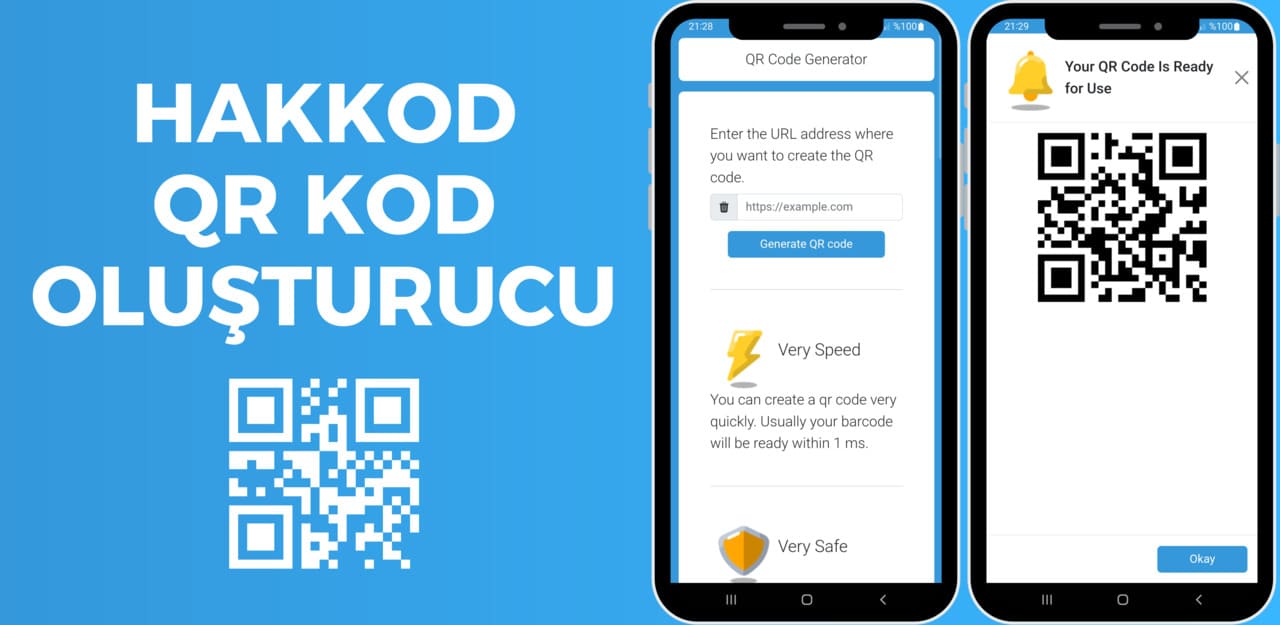 HAKKOD
QR KOD
OLUŞTURUCU
21:28
%100
QR Code Generator
Enter the URL address where
you want to create the QR
code.
https://example.com
Generate QR code
Very Speed
You can create a qr code very
quickly. Usually your barcode
will be ready within 1 ms.
Very Safe
21:29
%100
Your QR Code Is Ready
for Use
Okay